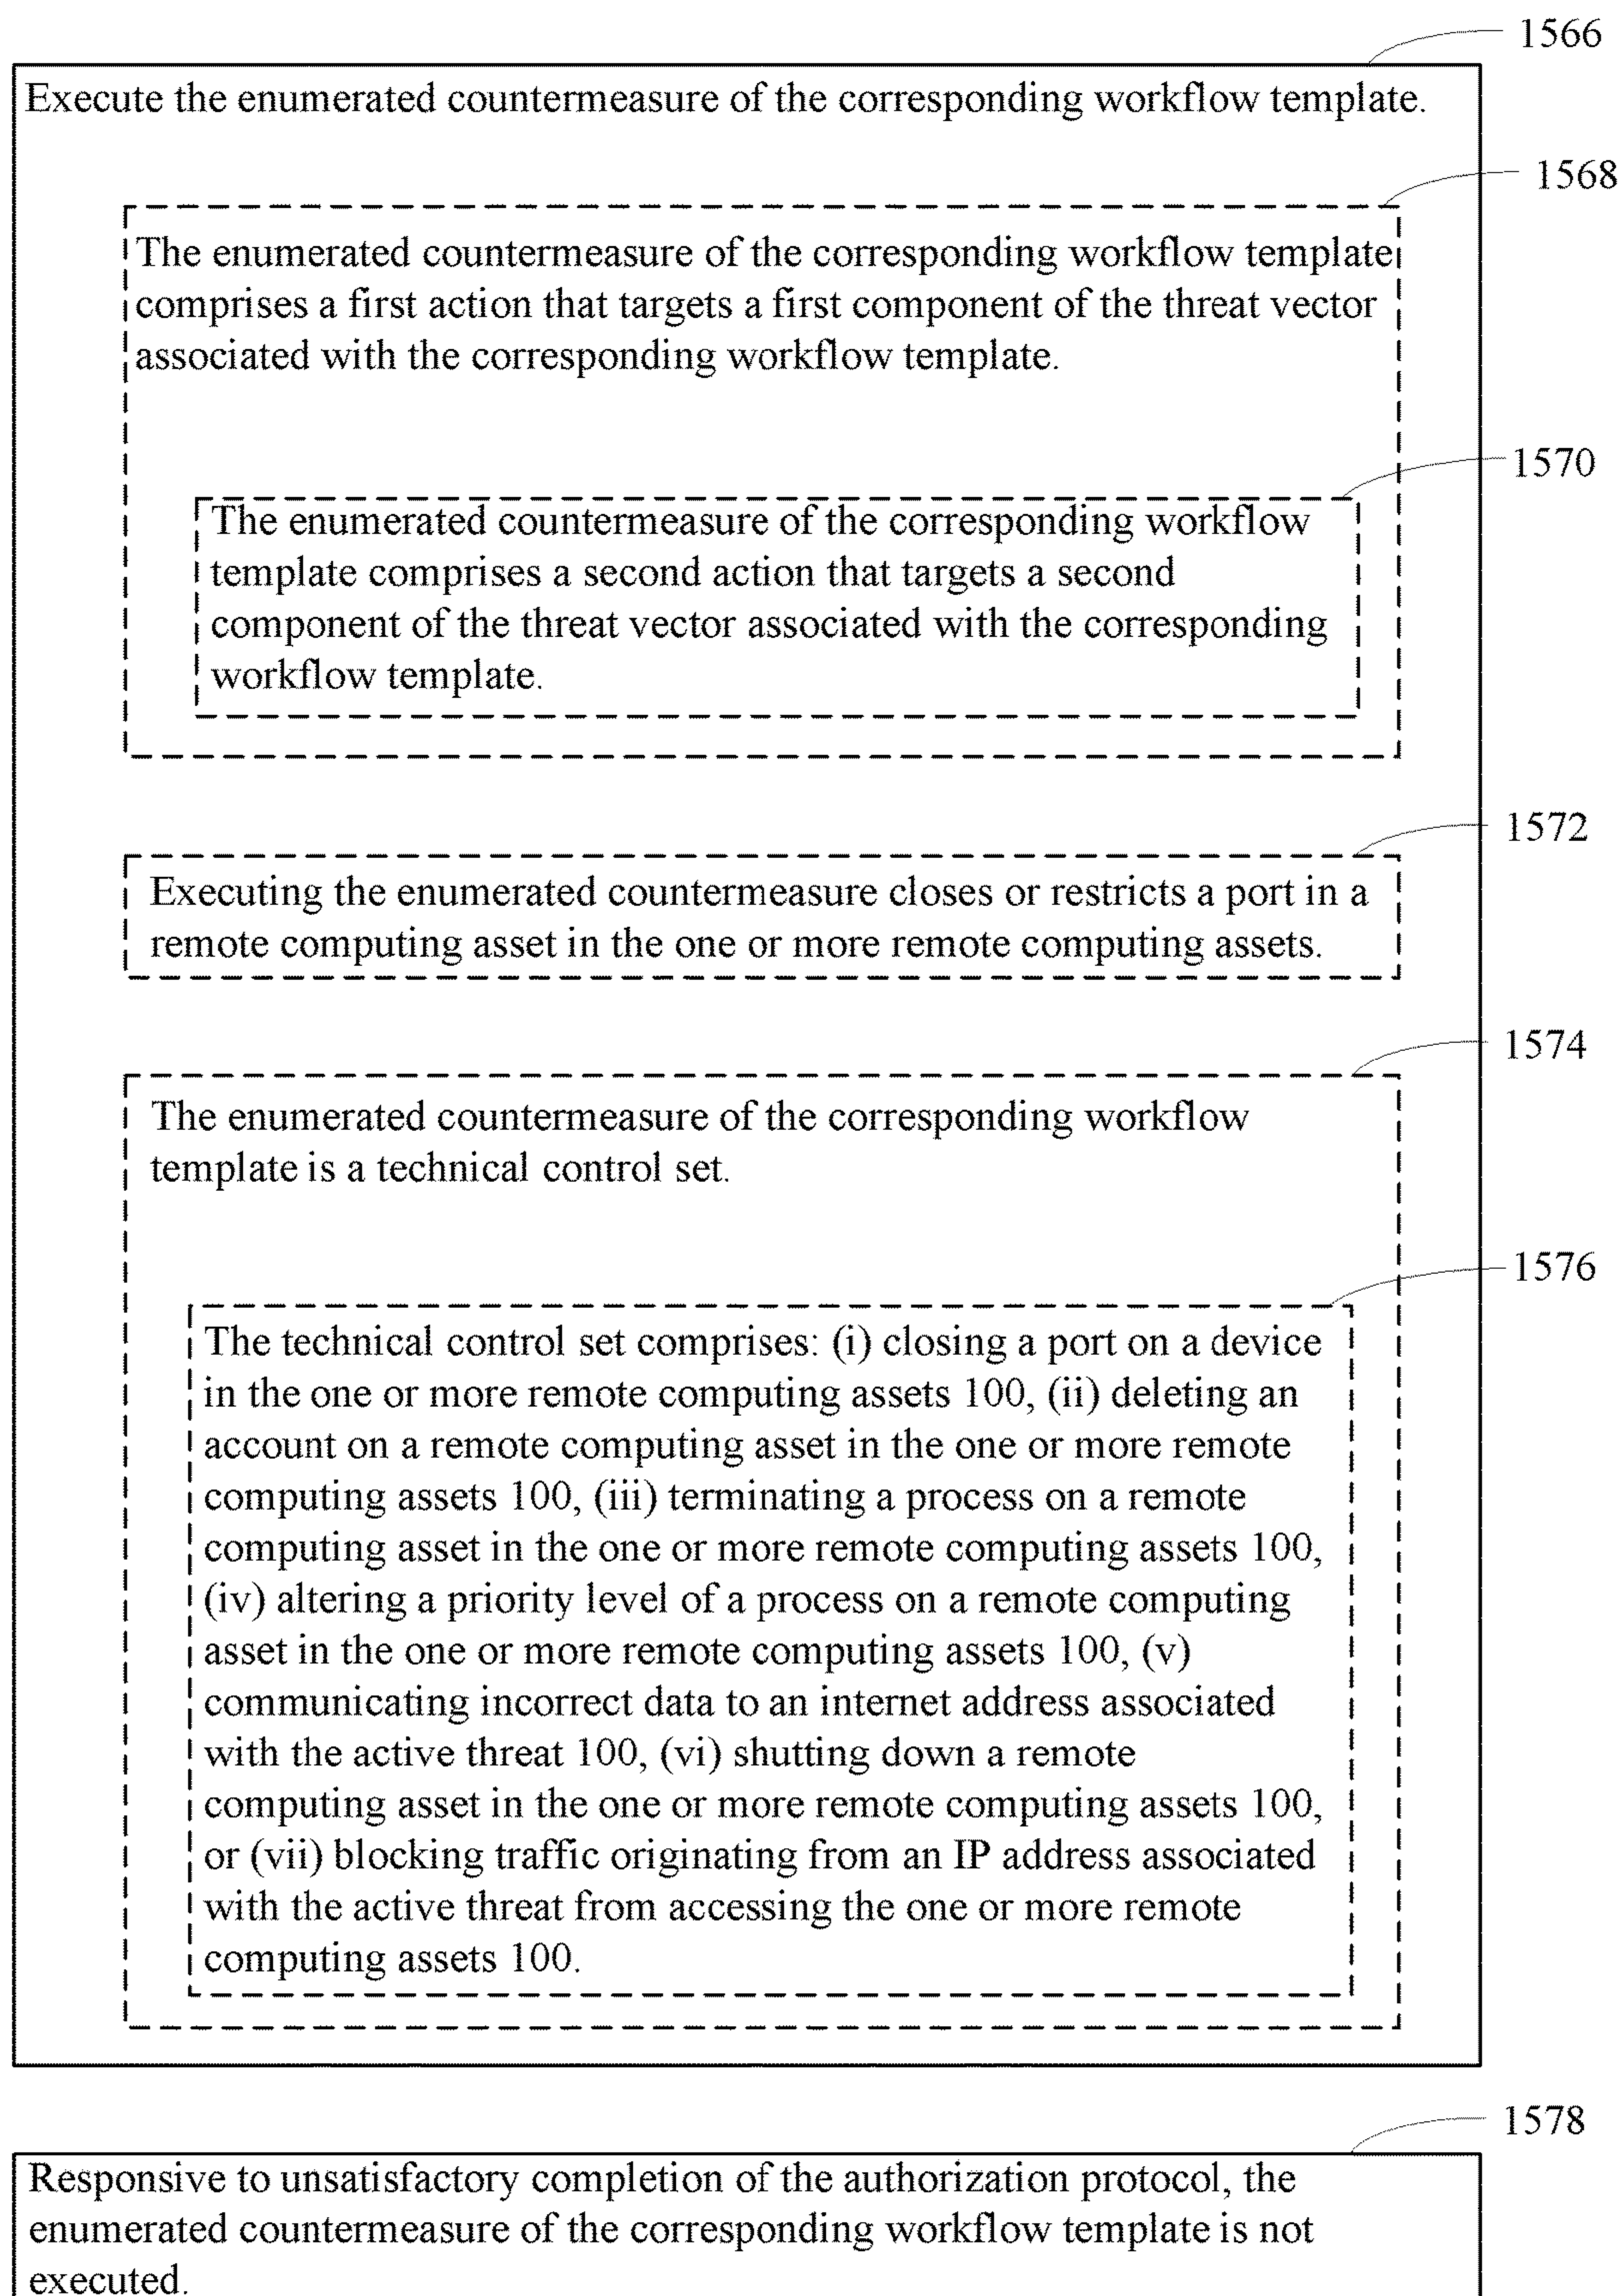 1566
Execute the enumerated countermeasure of the corresponding workflow template.
1568
The enumerated countermeasure of the corresponding workflow template
comprises a first action that targets a first component of the threat vector
associated with the corresponding workflow template.
1570
The enumerated countermeasure of the corresponding workflow
template comprises a second action that targets a second
component of the threat vector associated with the corresponding
workflow template.
1572
Executing the enumerated countermeasure closes or restricts a port in a
remote computing asset in the one or more remote computing assets.
1574
The enumerated countermeasure of the corresponding workflow
template is a technical control set.
1576
The technical control set comprises: (i) closing a port on a device
in the one or more remote computing assets 100, (ii) deleting an
account on a remote computing asset in the one or more remote
computing assets 100, (iii) terminating a process on a remote
computing asset in the one or more remote computing assets 100,
(iv) altering a priority level of a process on a remote computing
asset in the one or more remote computing assets 100, (v)
communicating incorrect data to an internet address associated
with the active threat 100, (vi) shutting down a remote
computing asset in the one or more remote computing assets 100,
or (vii) blocking traffic originating from an IP address associated
with the active threat from accessing the one or more remote
computing assets 100.
1578
Responsive to unsatisfactory completion of the authorization protocol, the
enumerated countermeasure of the corresponding workflow template is not
executed.